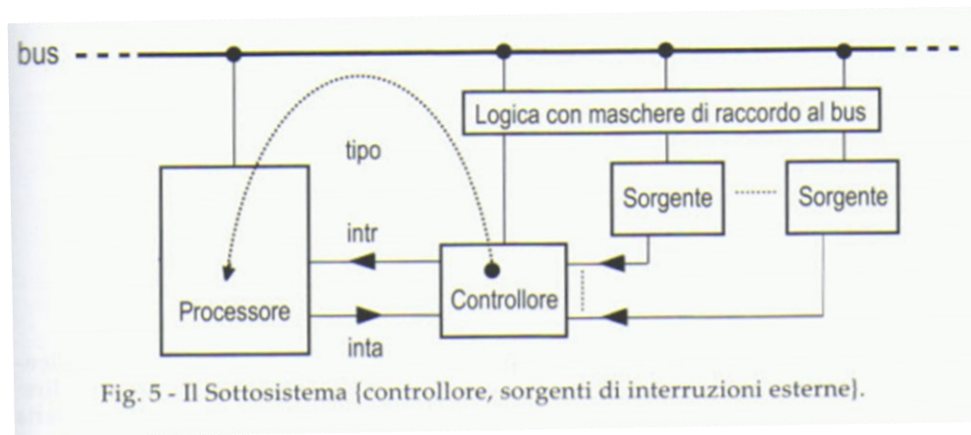 bus
Logica con maschere di raccordo al bus
tipo
Sorgente
Sorgente
intr
Controllore
Processore
inta
Fig. 5 - Il Sottosistema {controllore, sorgenti di interruzioni esterne}.